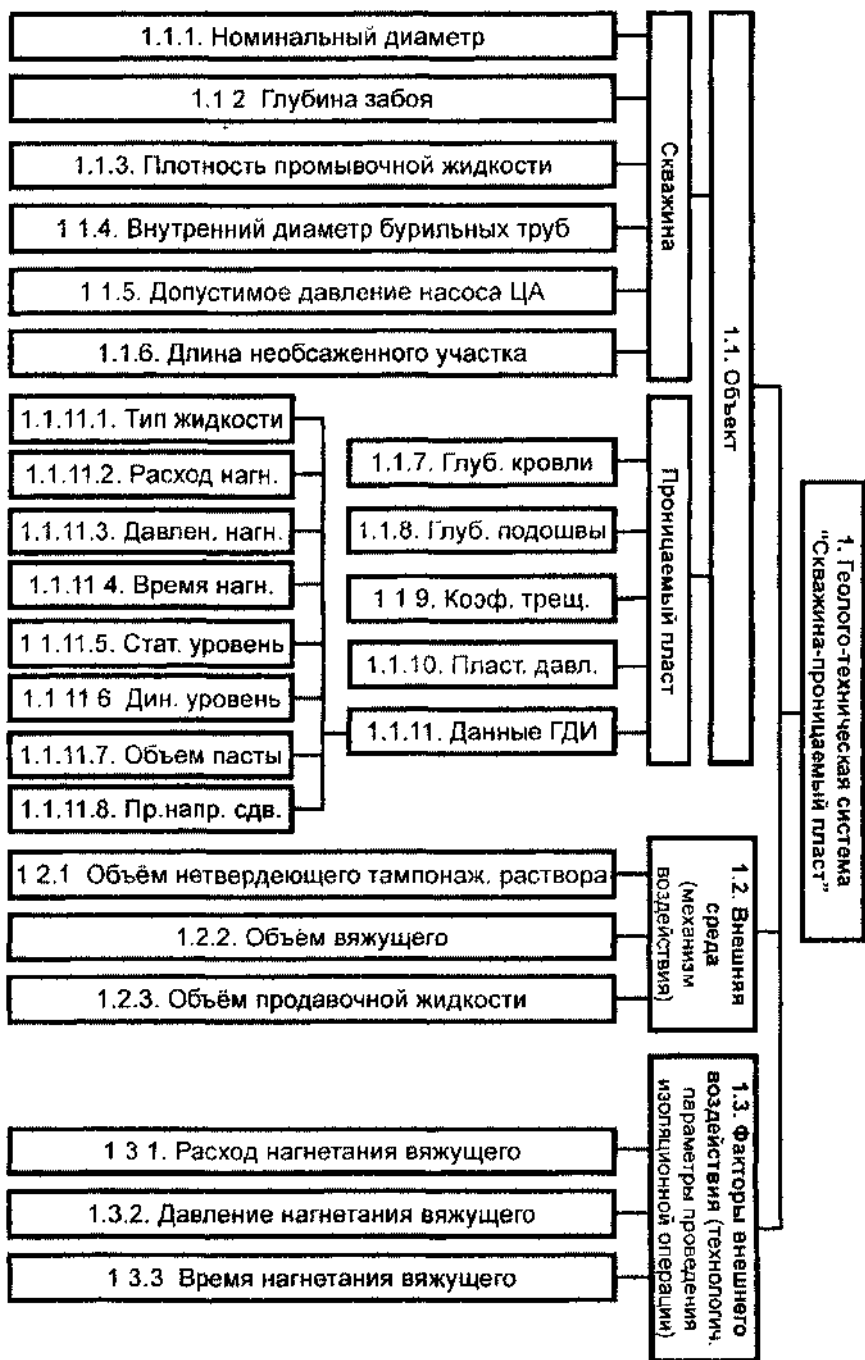 1. Геолого-техническая система
"Скважина-проницаемый пласт"
1.1. Объект
Скважина
1.1.1. Номинальный диаметр
1.1 2 Глубина забоя
1.1.3. Плотность промывочной жидкости
1 1.4. Внутренний диаметр бурильных труб
1 1.5. Допустимое давление насоса ЦА
1.1.6. Длина необсаженного участка
Проницаемый пласт
1.1.7. Глуб. кровли
1.1.8. Глуб. подошвы
1 1 9. Коэф. трещ.
1.1.10. Пласт. давл.
1.1.11. Данные ГДИ
1.1.11.1. Тип жидкости
1.1.11.2. Расход нагн.
1.1.11.3. Давлен. нагн.
1.1.11 4. Время нагн.
1 1.11.5. Стат. уровень
1.1 11 6 Дин. уровень
1.1.11.7. Объем пасты
1.1.11.8. Пр.напр. сдв.
1.2. Внешняя
среда
(механизм
воздействия)
1 2.1 Объём нетвердеющего тампонаж. раствора
1.2.2. Объём вяжущего
1.2.3. Объём продавочной жидкости
1.3. Факторы внешнего
воздействия (технологич.
параметры проведения
изоляционной операции)
1 3 1. Расход нагнетания вяжущего
1.3.2. Давление нагнетания вяжущего
1 3.3 Время нагнетания вяжущего